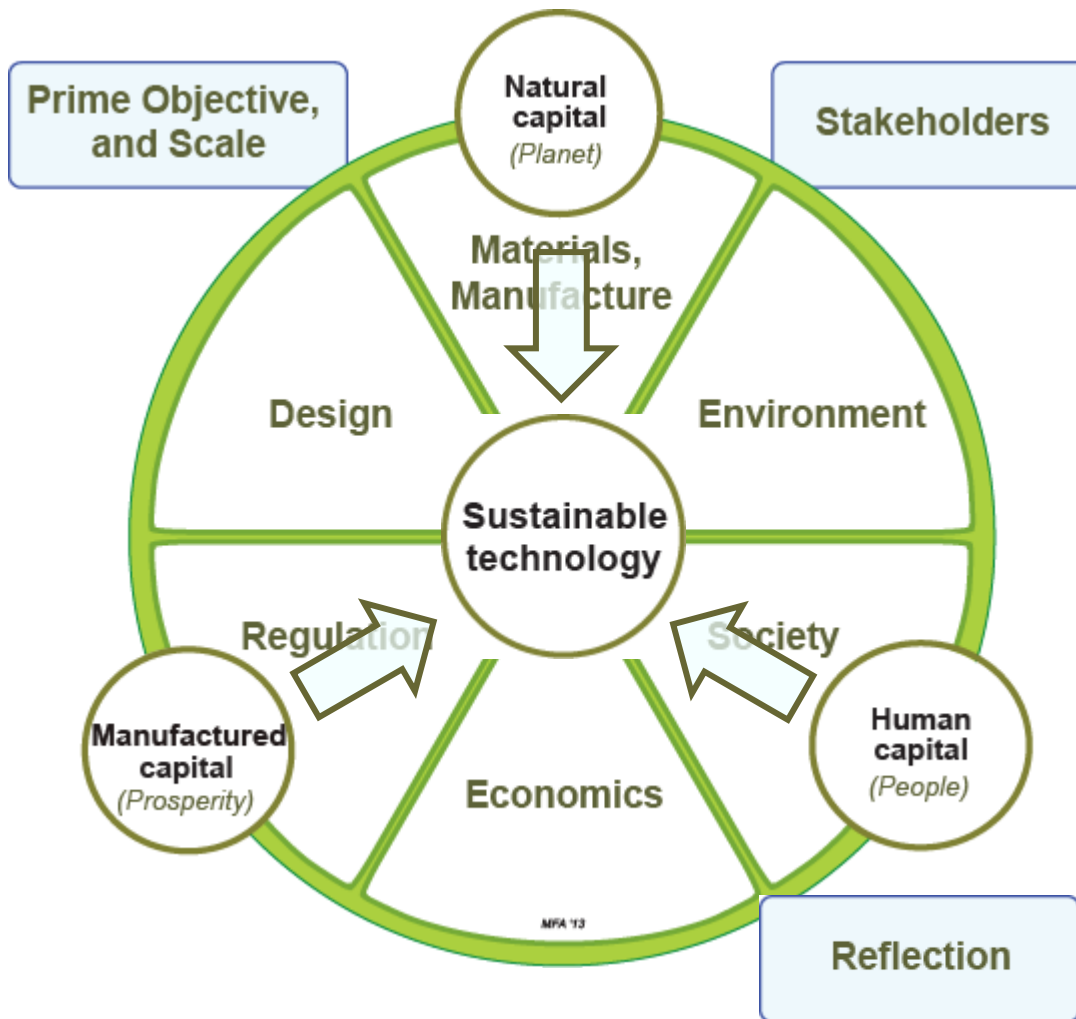 Prime Objective,
and Scale
Natural
capital
(Planet)
Stakeholders
Materials,
Manufacture
Design
Environment
Sustainable
technology
Regulation
Society
Manufactured
capital
(Prosperity)
Human
capital
(People)
Economics
MFA '13
Reflection